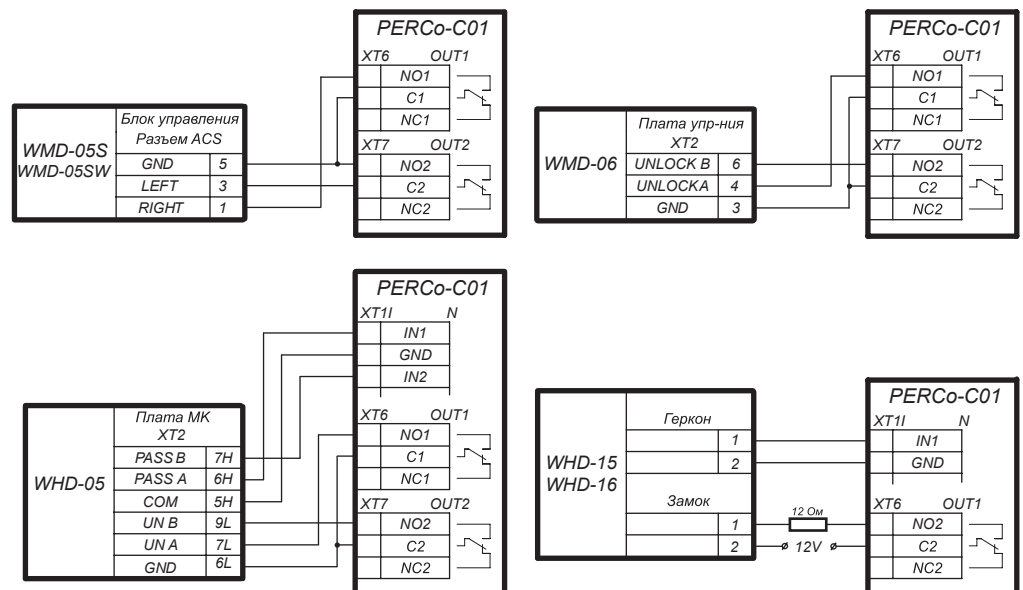 PERCo-C01
XT6 OUT1
NO1
C1
NC1
XT7 OUT2
NO2
C2
NC2
WMD-05S
WMD-05SW
Блок управления
Разъем ACS
GND 5
LEFT 3
RIGHT 1
PERCo-C01
XT6 OUT1
NO1
C1
NC1
XT7 OUT2
NO2
C2
NC2
WMD-06
Плата упр-ния
XT2
UNLOCK B 6
UNLOCKA 4
GND 3
PERCo-C01
XT1I N
IN1
GND
IN2
XT6 OUT1
NO1
C1
NC1
XT7 OUT2
NO2
C2
NC2
WHD-05
Плата МК
XT2
PASS B 7H
PASS A 6H
COM 5H
UN B 9L
UN A 7L
GND 6L
PERCo-C01
XT1I N
IN1
GND
XT6 OUT1
NO2
C2
NC2
WHD-15
WHD-16
Геркон
1
2
Замок
1
2
12 Ом
12V